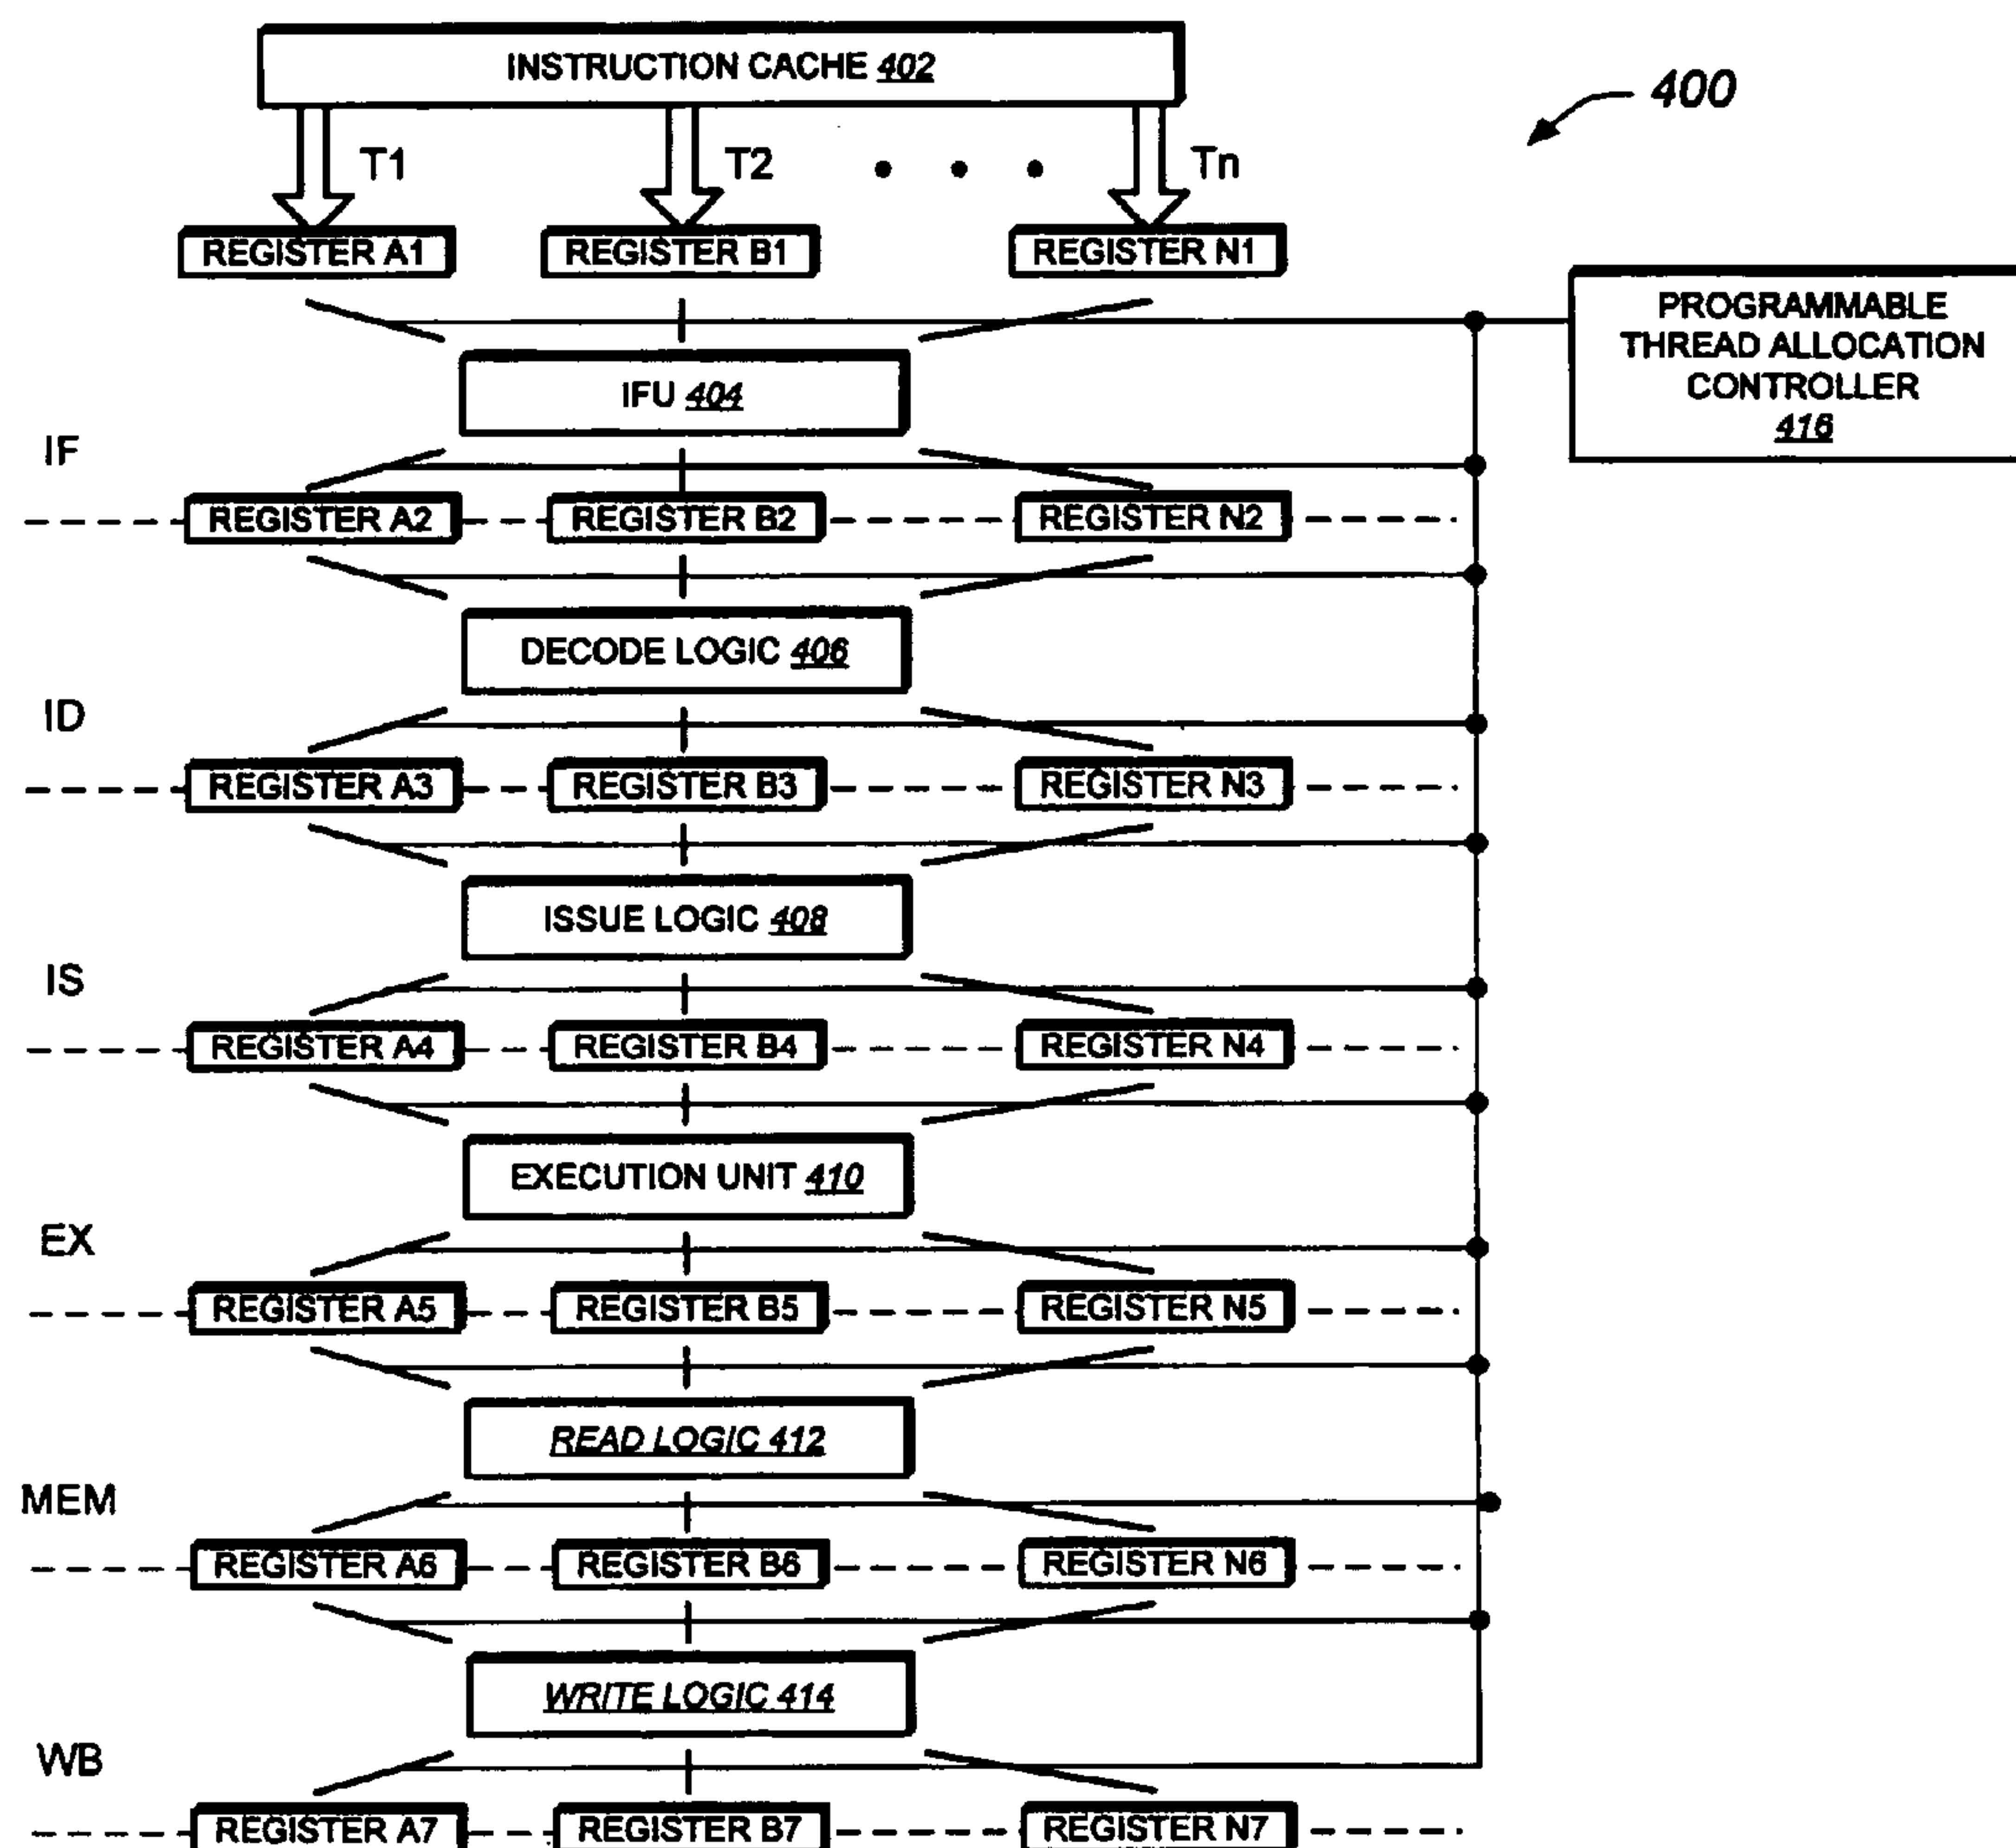 INSTRUCTION CACHE 402
400
T1 T2 Tn
REGISTER A1 REGISTER B1 REGISTER N1
PROGRAMMABLE
THREAD ALLOCATION
CONTROLLER
416
IFU 404
IF
REGISTER A2 REGISTER B2 REGISTER N2
DECODE LOGIC 406
ID
REGISTER A3 REGISTER B3 REGISTER N3
ISSUE LOGIC 408
IS
REGISTER A4 REGISTER B4 REGISTER N4
EXECUTION UNIT 410
EX
REGISTER A5 REGISTER B5 REGISTER N5
READ LOGIC 412
MEM
REGISTER A6 REGISTER B6 REGISTER N6
WRITE LOGIC 414
WB
REGISTER A7 REGISTER B7 REGISTER N7